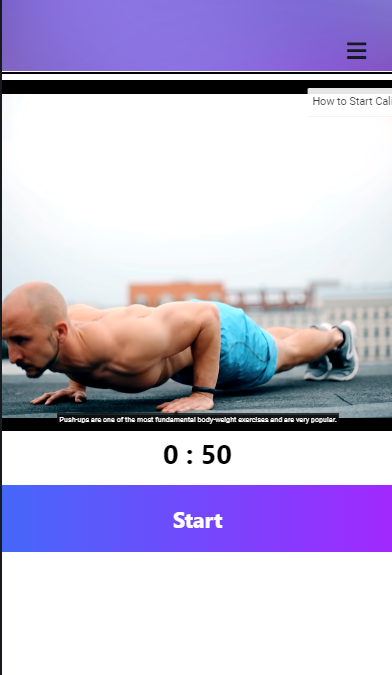 How to Start Cal
Push-ups are one of the most fundamental body-weight exercises and are very popular.
0 : 50
Start